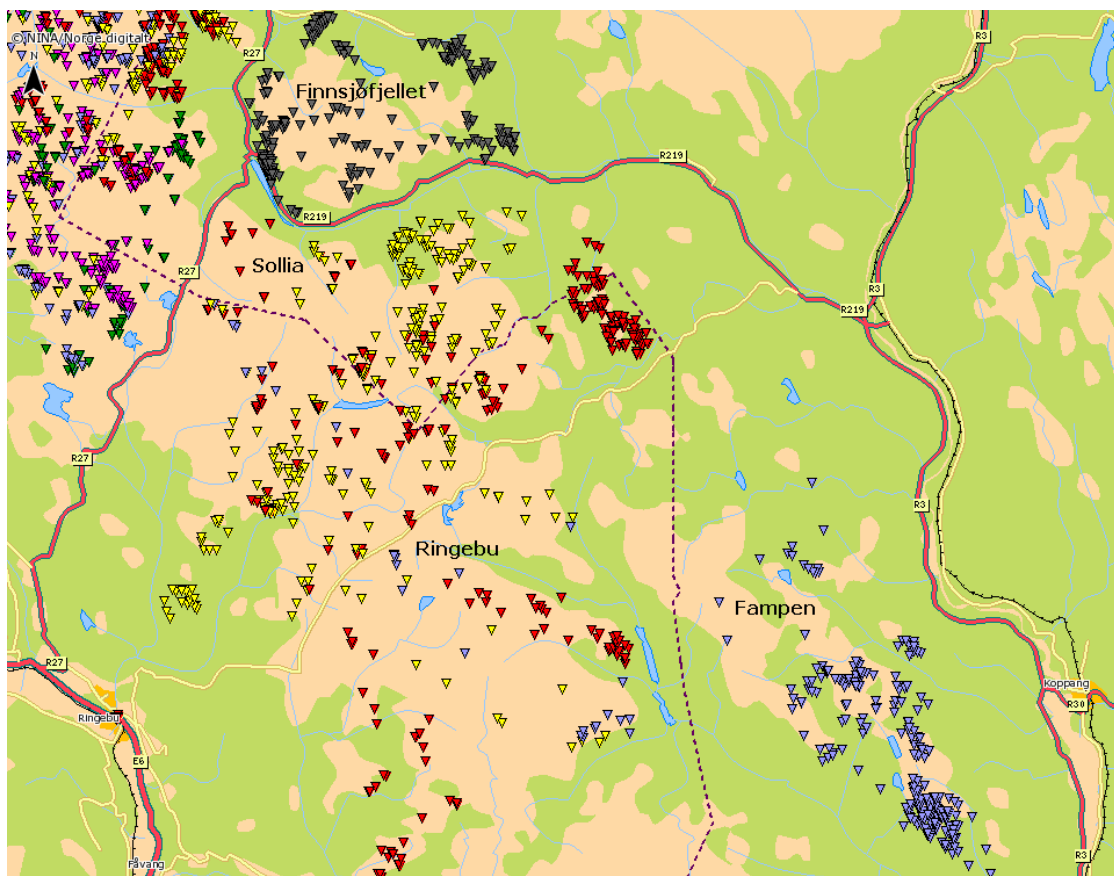 © NINA/Norge digitalt
N
R3
R27
Finnsjøfjellet
R219
R219
Sollia
R27
R3
R219
R27
R3
Ringebu
Fampen
R27
Koppang
R30
Ringebu
E6
R3
Fåvang